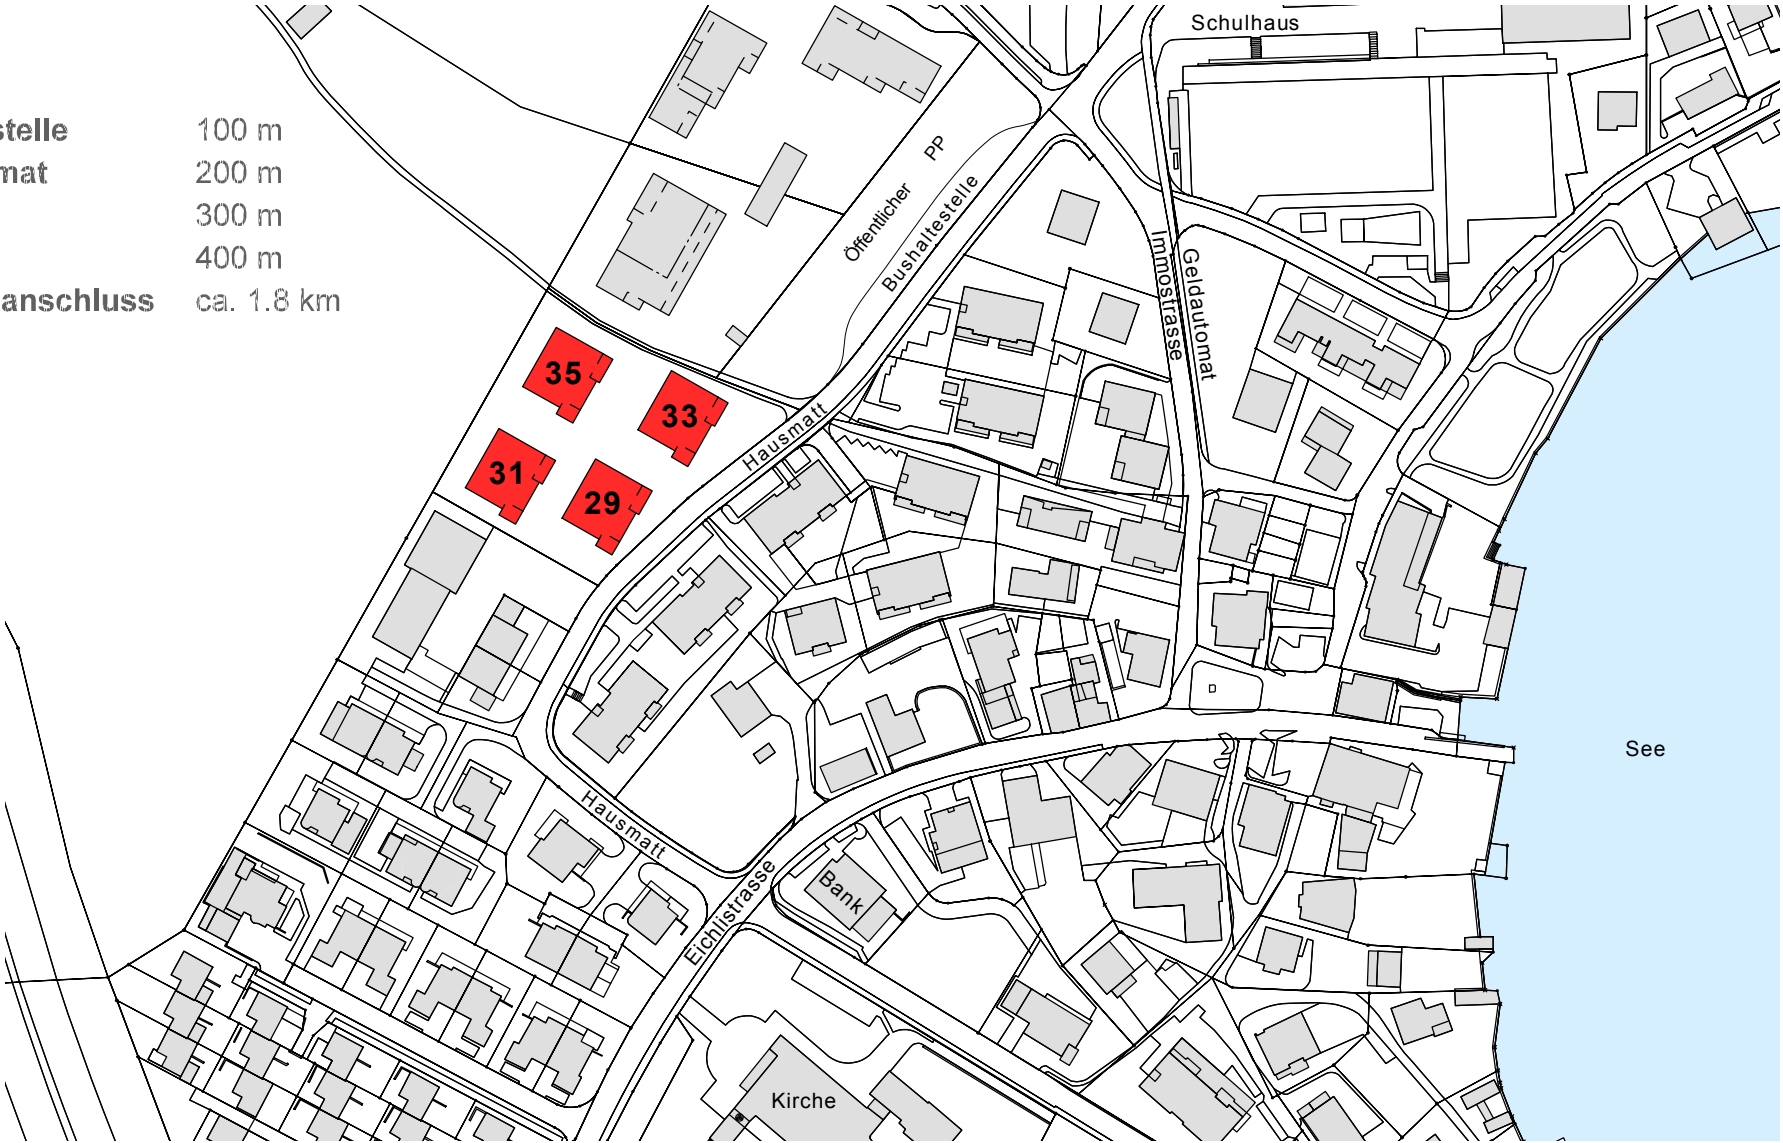 Schulhaus
stelle 100 m
mat 200 m
300 m
400 m
anschluss ca. 1.8 km
Öffentlicher PP
Bushaltestelle
Immostrasse
Geldautomat
35
33
31
29
Hausmatt
See
Hausmatt
Eichlistrasse
Bank
Kirche